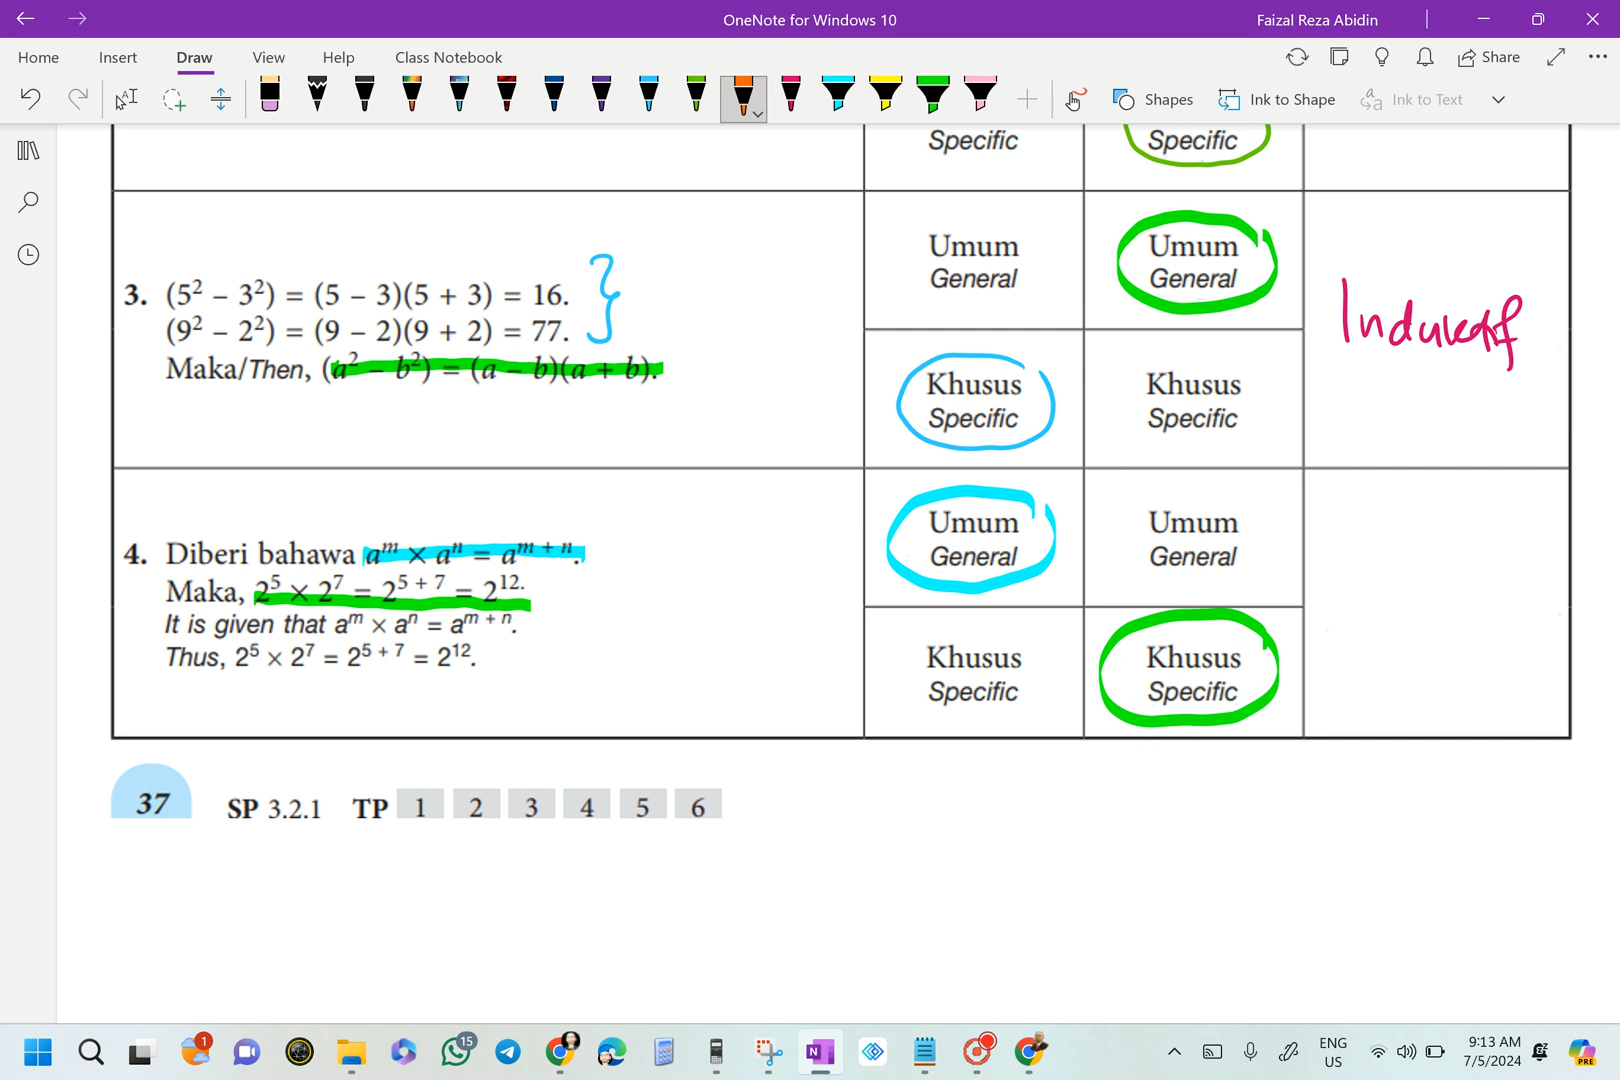 OneNote for Windows 10
Faizal Reza Abidin
Home Insert Draw View Help Class Notebook
Share
Shapes
Ink to Shape
Ink to Text
Specific
Specific
3. (5² – 3²) = (5 – 3)(5 + 3) = 16.
(9² – 2²) = (9 – 2)(9 + 2) = 77.
Maka/Then, (a² – b²) = (a – b)(a + b).
Umum
General
Umum
General
Khusus
Specific
Khusus
Specific
Induktif
4. Diberi bahawa aᵐ × aⁿ = aᵐ ⁺ ⁿ.
Maka, 2⁵ × 2⁷ = 2⁵ ⁺ ⁷ = 2¹².
It is given that aᵐ × aⁿ = aᵐ ⁺ ⁿ.
Thus, 2⁵ × 2⁷ = 2⁵ ⁺ ⁷ = 2¹².
Umum
General
Umum
General
Khusus
Specific
Khusus
Specific
37 SP 3.2.1 TP 1 2 3 4 5 6
1
15
ENG
US
9:13 AM
7/5/2024
PRE